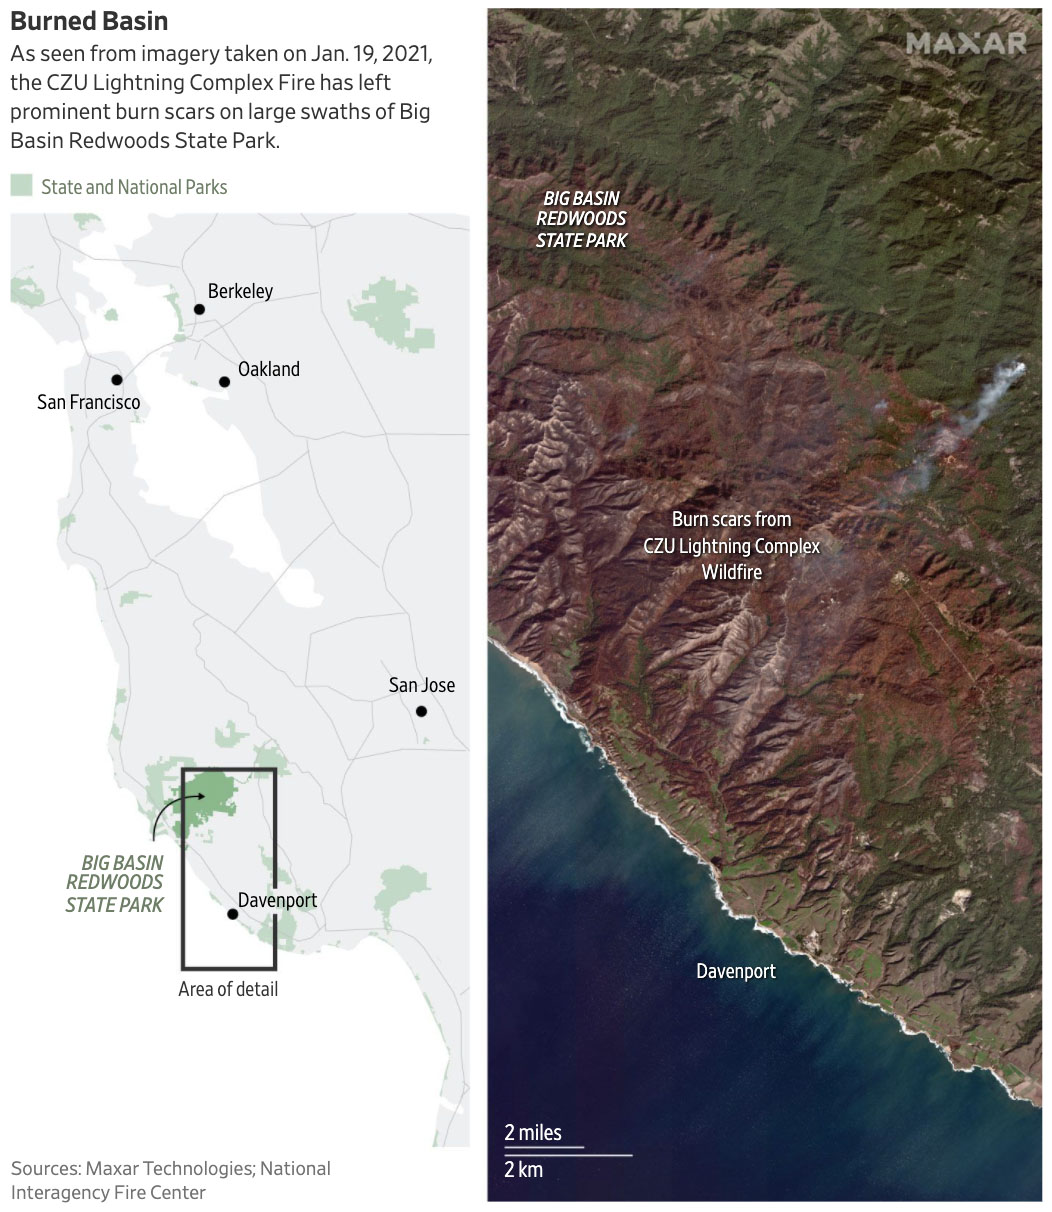 Burned Basin
As seen from imagery taken on Jan. 19, 2021,
the CZU Lightning Complex Fire has left
prominent burn scars on large swaths of Big
Basin Redwoods State Park.
State and National Parks
Berkeley
Oakland
San Francisco
San Jose
BIG BASIN
REDWOODS
STATE PARK
Davenport
Area of detail
Sources: Maxar Technologies; National
Interagency Fire Center
MAXAR
BIG BASIN
REDWOODS
STATE PARK
Burn scars from
CZU Lightning Complex
Wildfire
Davenport
2 miles
2 km